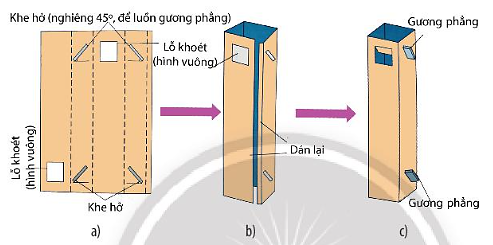 Khe hở (nghiêng 45º, để luồn gương phẳng)
Lỗ khoét
(hình vuông)
Lỗ khoét
(hình vuông)
Khe hở
Dán lại
Gương phẳng
Gương phẳng
a)
b)
c)